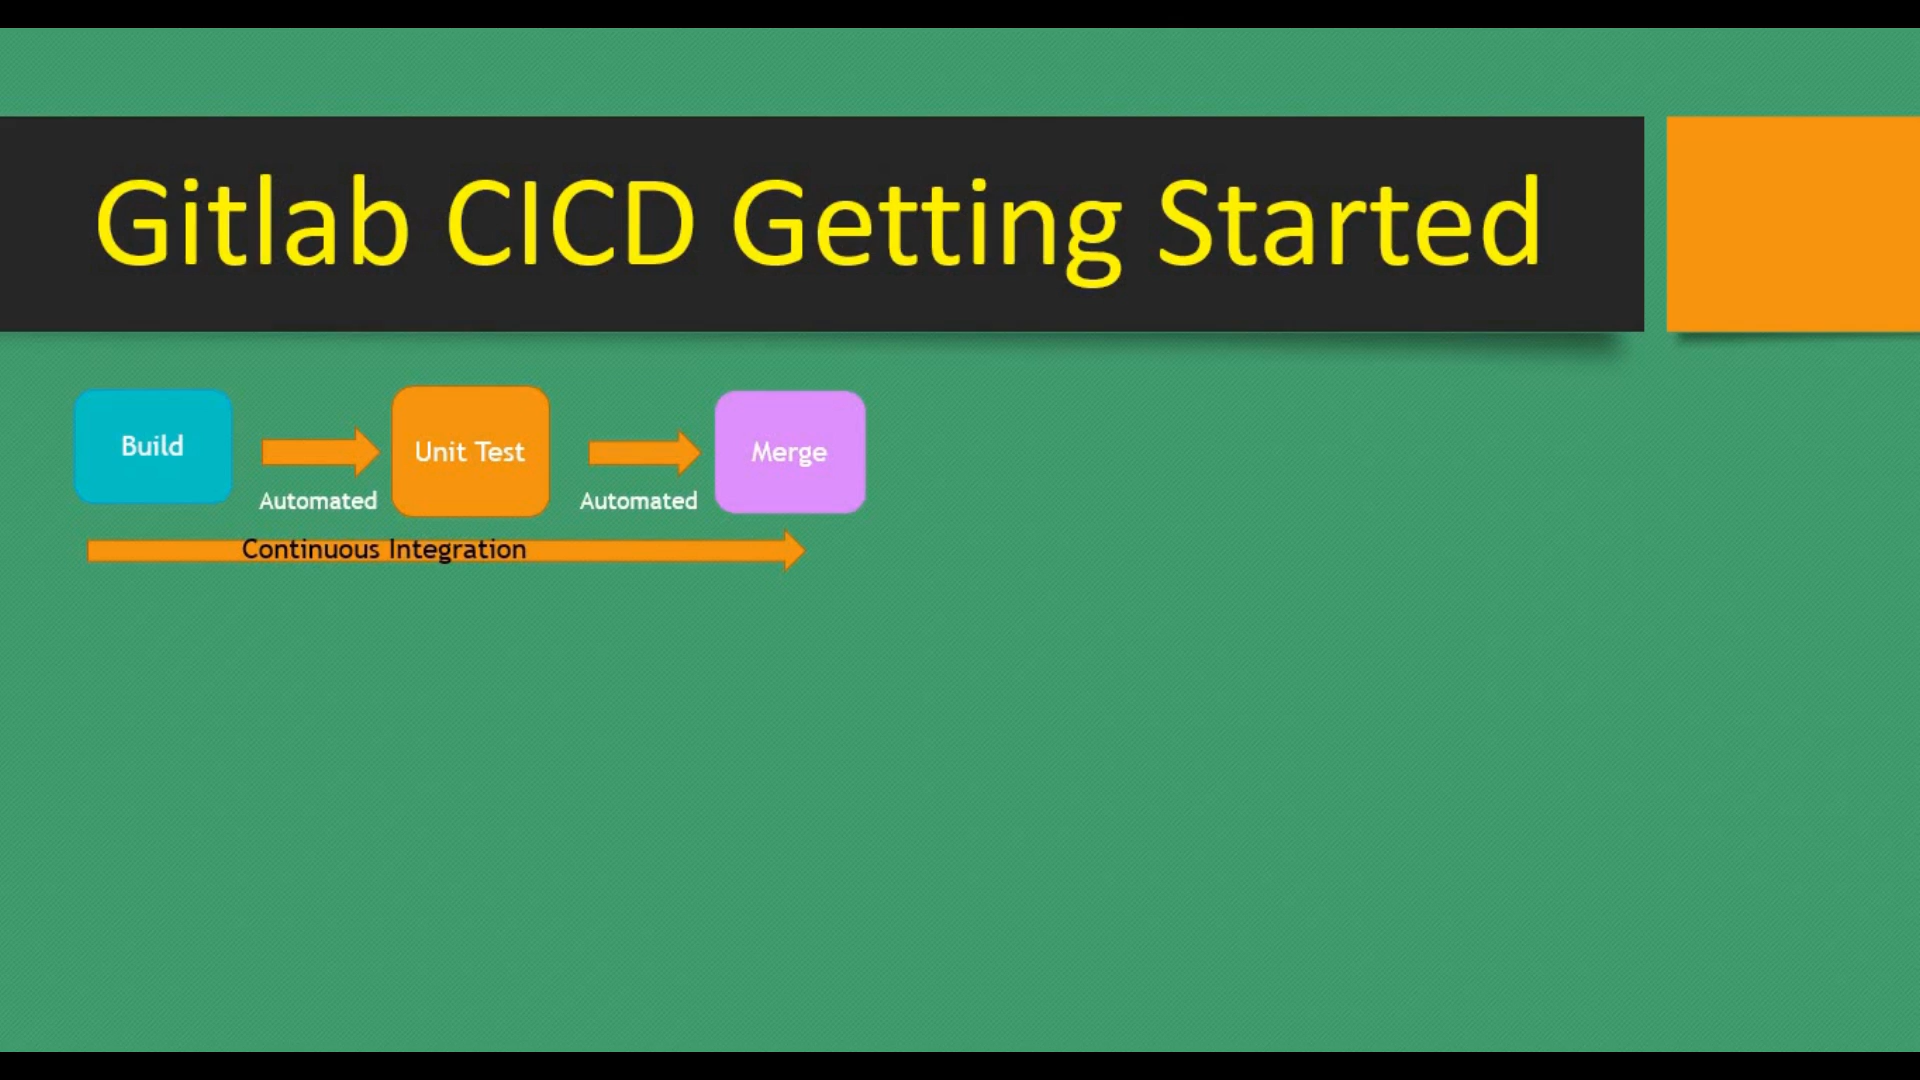 Gitlab CICD Getting Started
Build
Unit Test
Merge
Automated
Automated
Continuous Integration